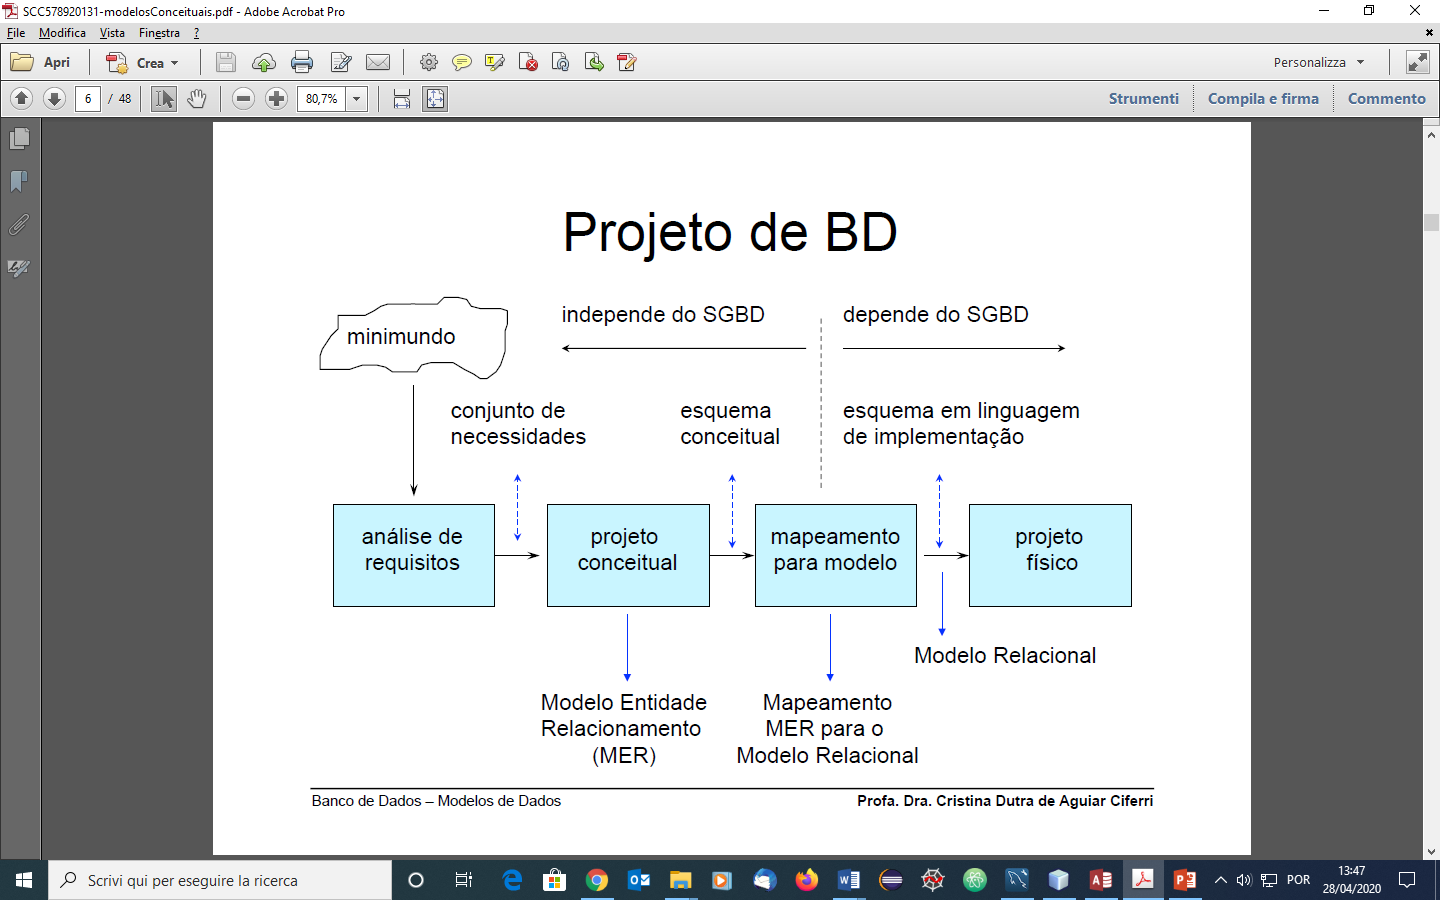 SCC578920131-modelosConceituais.pdf - Adobe Acrobat Pro
File Modifica Vista Finestra ?
Apri Crea Personalizza
6 / 48 80,7% Strumenti Compila e firma Commento
Projeto de BD
minimundo
independe do SGBD
depende do SGBD
conjunto de
necessidades
esquema
conceitual
esquema em linguagem
de implementação
análise de
requisitos
projeto
conceitual
mapeamento
para modelo
projeto
físico
Modelo Relacional
Modelo Entidade
Relacionamento
(MER)
Mapeamento
MER para o
Modelo Relacional
Banco de Dados – Modelos de Dados
Profa. Dra. Cristina Dutra de Aguiar Ciferri
Scrivi qui per eseguire la ricerca
POR
13:47
28/04/2020